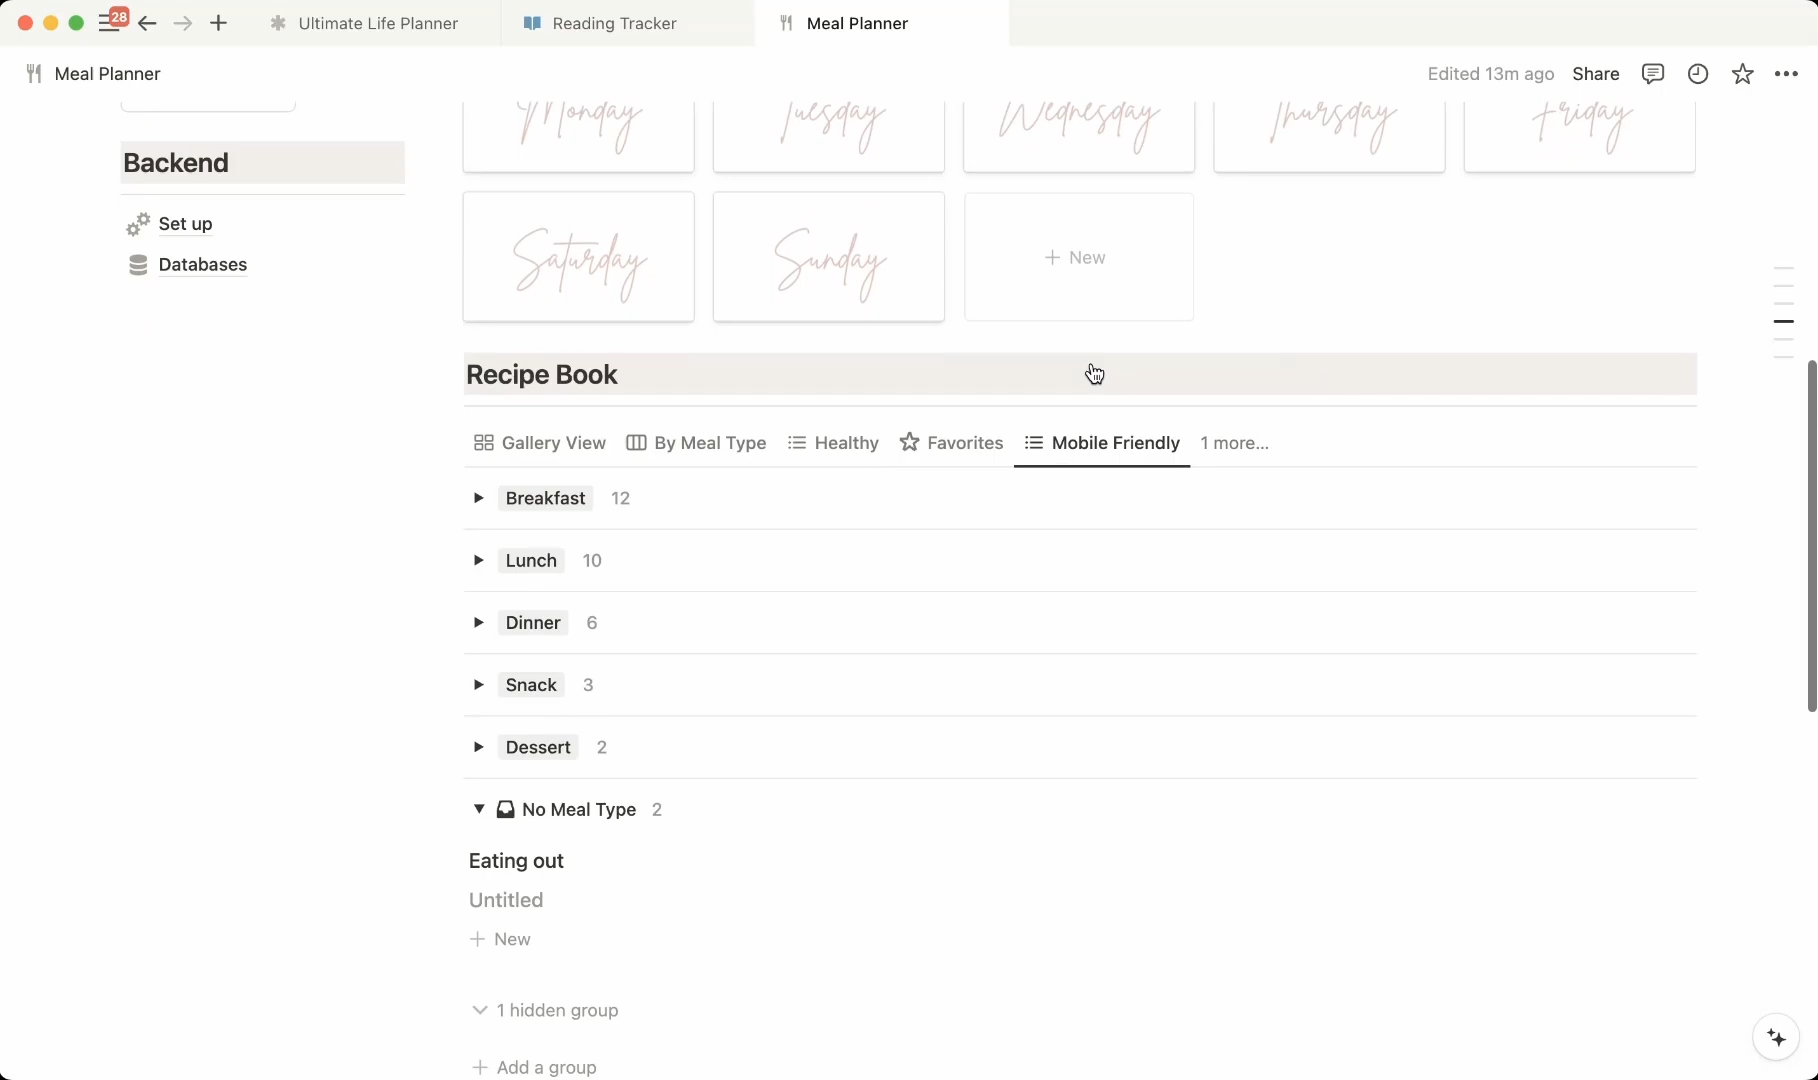 28
Ultimate Life Planner
Reading Tracker
Meal Planner
Meal Planner
Edited 13m ago
Share
Backend
Set up
Databases
Monday
Tuesday
Wednesday
Thursday
Friday
Saturday
Sunday
+ New
Recipe Book
Gallery View
By Meal Type
Healthy
Favorites
Mobile Friendly
1 more...
Breakfast 12
Lunch 10
Dinner 6
Snack 3
Dessert 2
No Meal Type 2
Eating out
Untitled
+ New
1 hidden group
+ Add a group